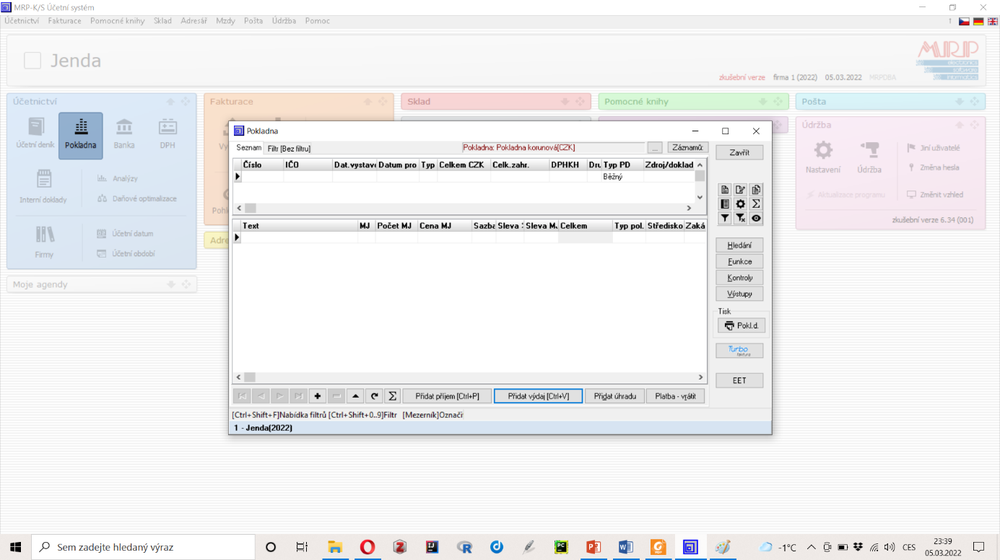 MRP-K/S Účetní systém
Účetnictví Fakturace Pomocné knihy Sklad Adresář Mzdy Pošta Údržba Pomoc
Jenda
MRP
electronics
software
informatics
zkušební verze firma 1 (2022) 05.03.2022 MRPDBA
Účetnictví Fakturace Sklad Pomocné knihy Pošta
Účetní deník Pokladna Banka DPH
Interní doklady Analýzy
Daňové optimalizace
Firmy Účetní datum
Účetní období
Moje agendy
Údržba
Nastavení Údržba Jiní uživatelé
Změna hesla
Aktualizace programu Změnit vzhled
zkušební verze 6.34 (001)
Pokladna
Seznam Filtr [Bez filtru] Pokladna: Pokladna korunová[CZK] ... Záznamů:
Číslo IČO Dat.vystave Datum pro Typ Celkem CZK Celk.zahr. DPHKH Dru Typ PD Zdroj/doklad
Běžný
Text MJ Počet MJ Cena MJ Sazba Sleva Sleva M. Celkem Typ pol. Středisko Zaká
Zavřít
Hledání
Funkce
Kontroly
Výstupy
Tisk
Pokl.d.
Turbo
faktura
EET
Přidat příjem [Ctrl+P] Přidat výdaj [Ctrl+V] Přidat úhradu Platba - vrátit
[Ctrl+Shift+F]Nabídka filtrů [Ctrl+Shift+0..9]Filtr [Mezerník]Označi
1 - Jenda(2022)
Sem zadejte hledaný výraz
-1°C CES 23:39
05.03.2022